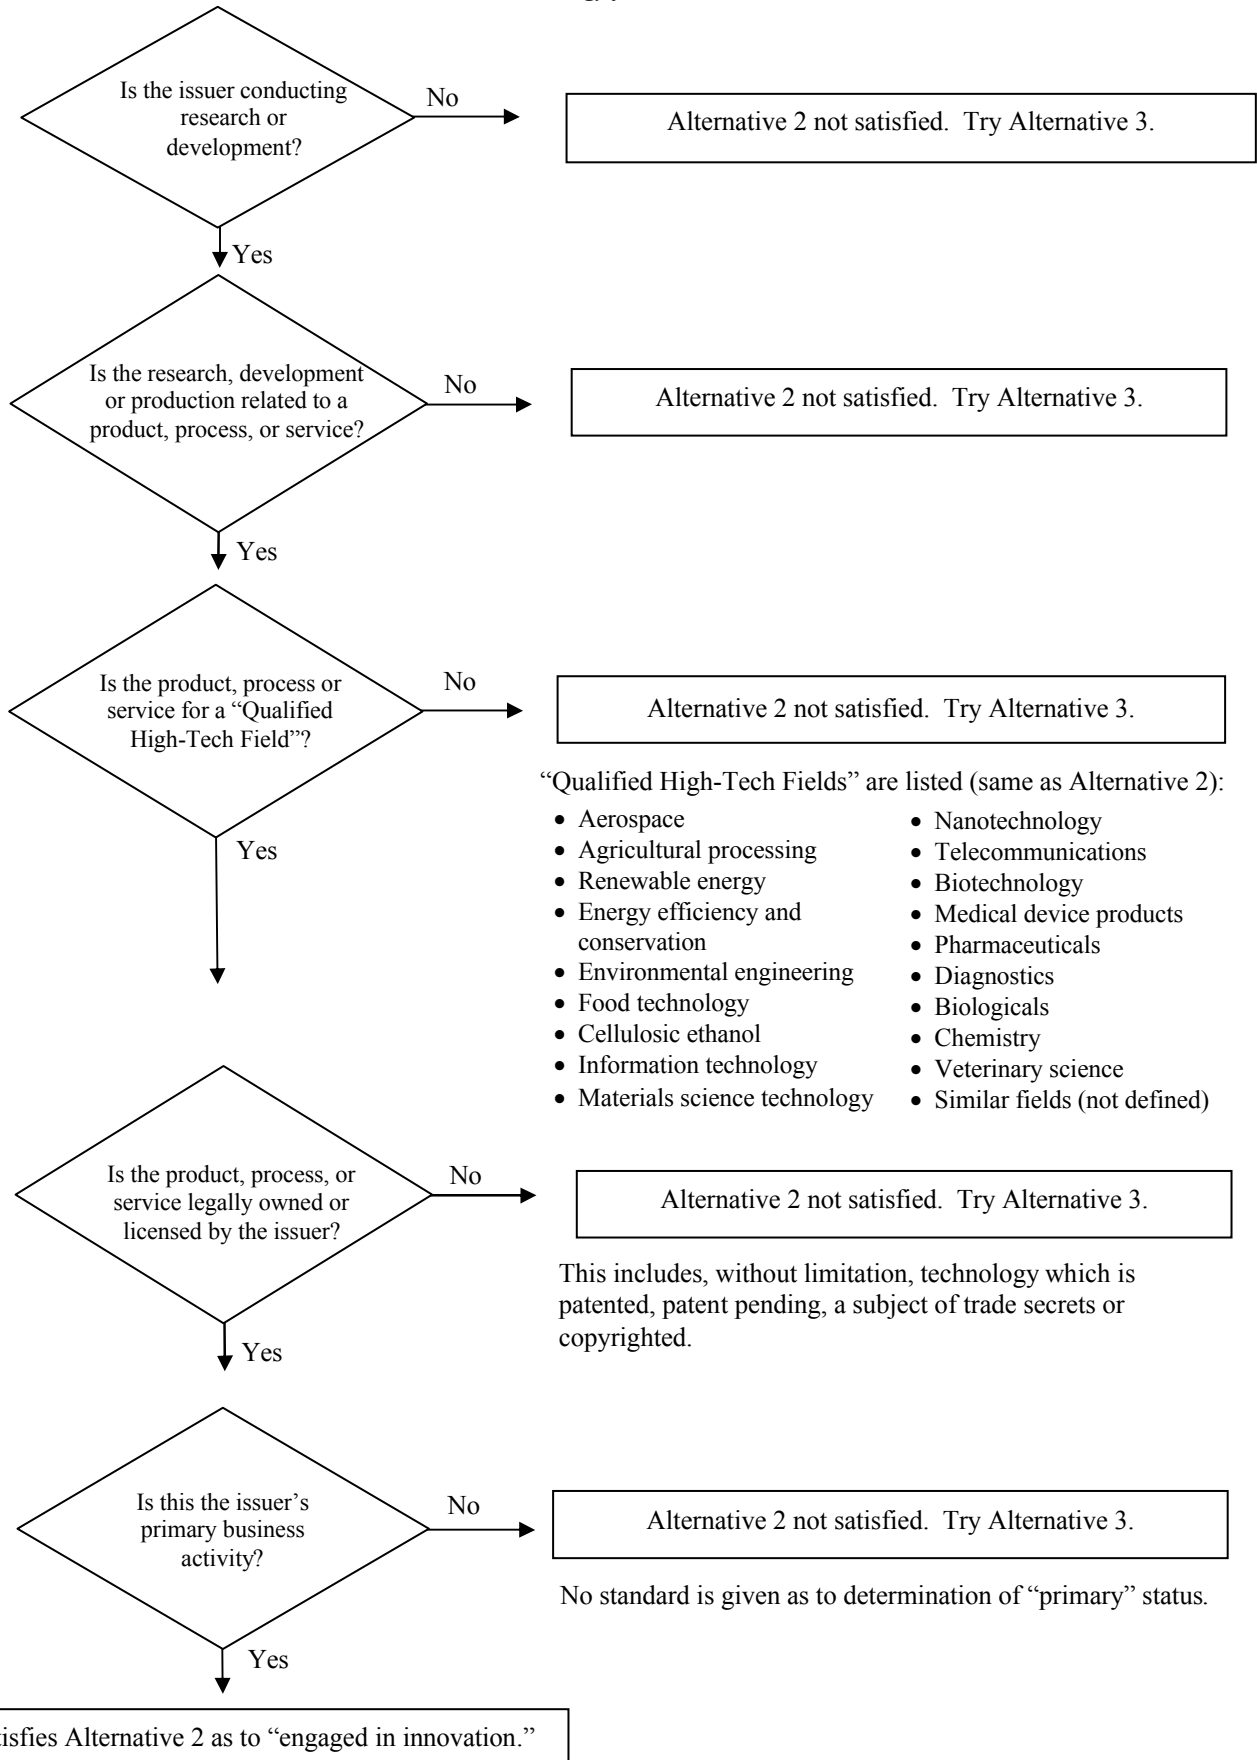 Is the issuer conducting
research or
development?
No
Alternative 2 not satisfied.  Try Alternative 3.
Yes
Is the research, development
or production related to a
product, process, or service?
No
Alternative 2 not satisfied.  Try Alternative 3.
Yes
Is the product, process or
service for a “Qualified
High-Tech Field”?
No
Alternative 2 not satisfied.  Try Alternative 3.
“Qualified High-Tech Fields” are listed (same as Alternative 2):
• Aerospace
• Agricultural processing
• Renewable energy
• Energy efficiency and
conservation
• Environmental engineering
• Food technology
• Cellulosic ethanol
• Information technology
• Materials science technology
• Nanotechnology
• Telecommunications
• Biotechnology
• Medical device products
• Pharmaceuticals
• Diagnostics
• Biologicals
• Chemistry
• Veterinary science
• Similar fields (not defined)
Yes
Is the product, process, or
service legally owned or
licensed by the issuer?
No
Alternative 2 not satisfied.  Try Alternative 3.
This includes, without limitation, technology which is
patented, patent pending, a subject of trade secrets or
copyrighted.
Yes
Is this the issuer’s
primary business
activity?
No
Alternative 2 not satisfied.  Try Alternative 3.
No standard is given as to determination of “primary” status.
Yes
Alternative 2 as to “engaged in innovation.”